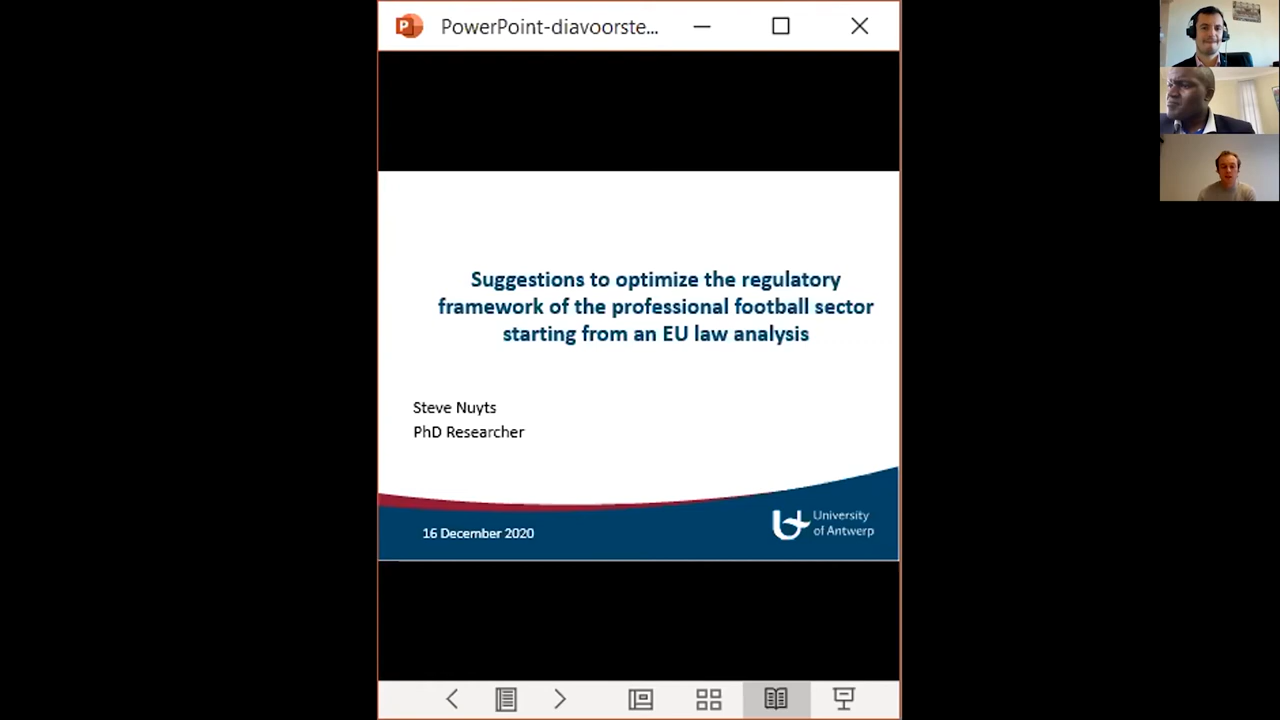 PowerPoint-diavoorste...
Suggestions to optimize the regulatory
framework of the professional football sector
starting from an EU law analysis
Steve Nuyts
PhD Researcher
16 December 2020
University
of Antwerp